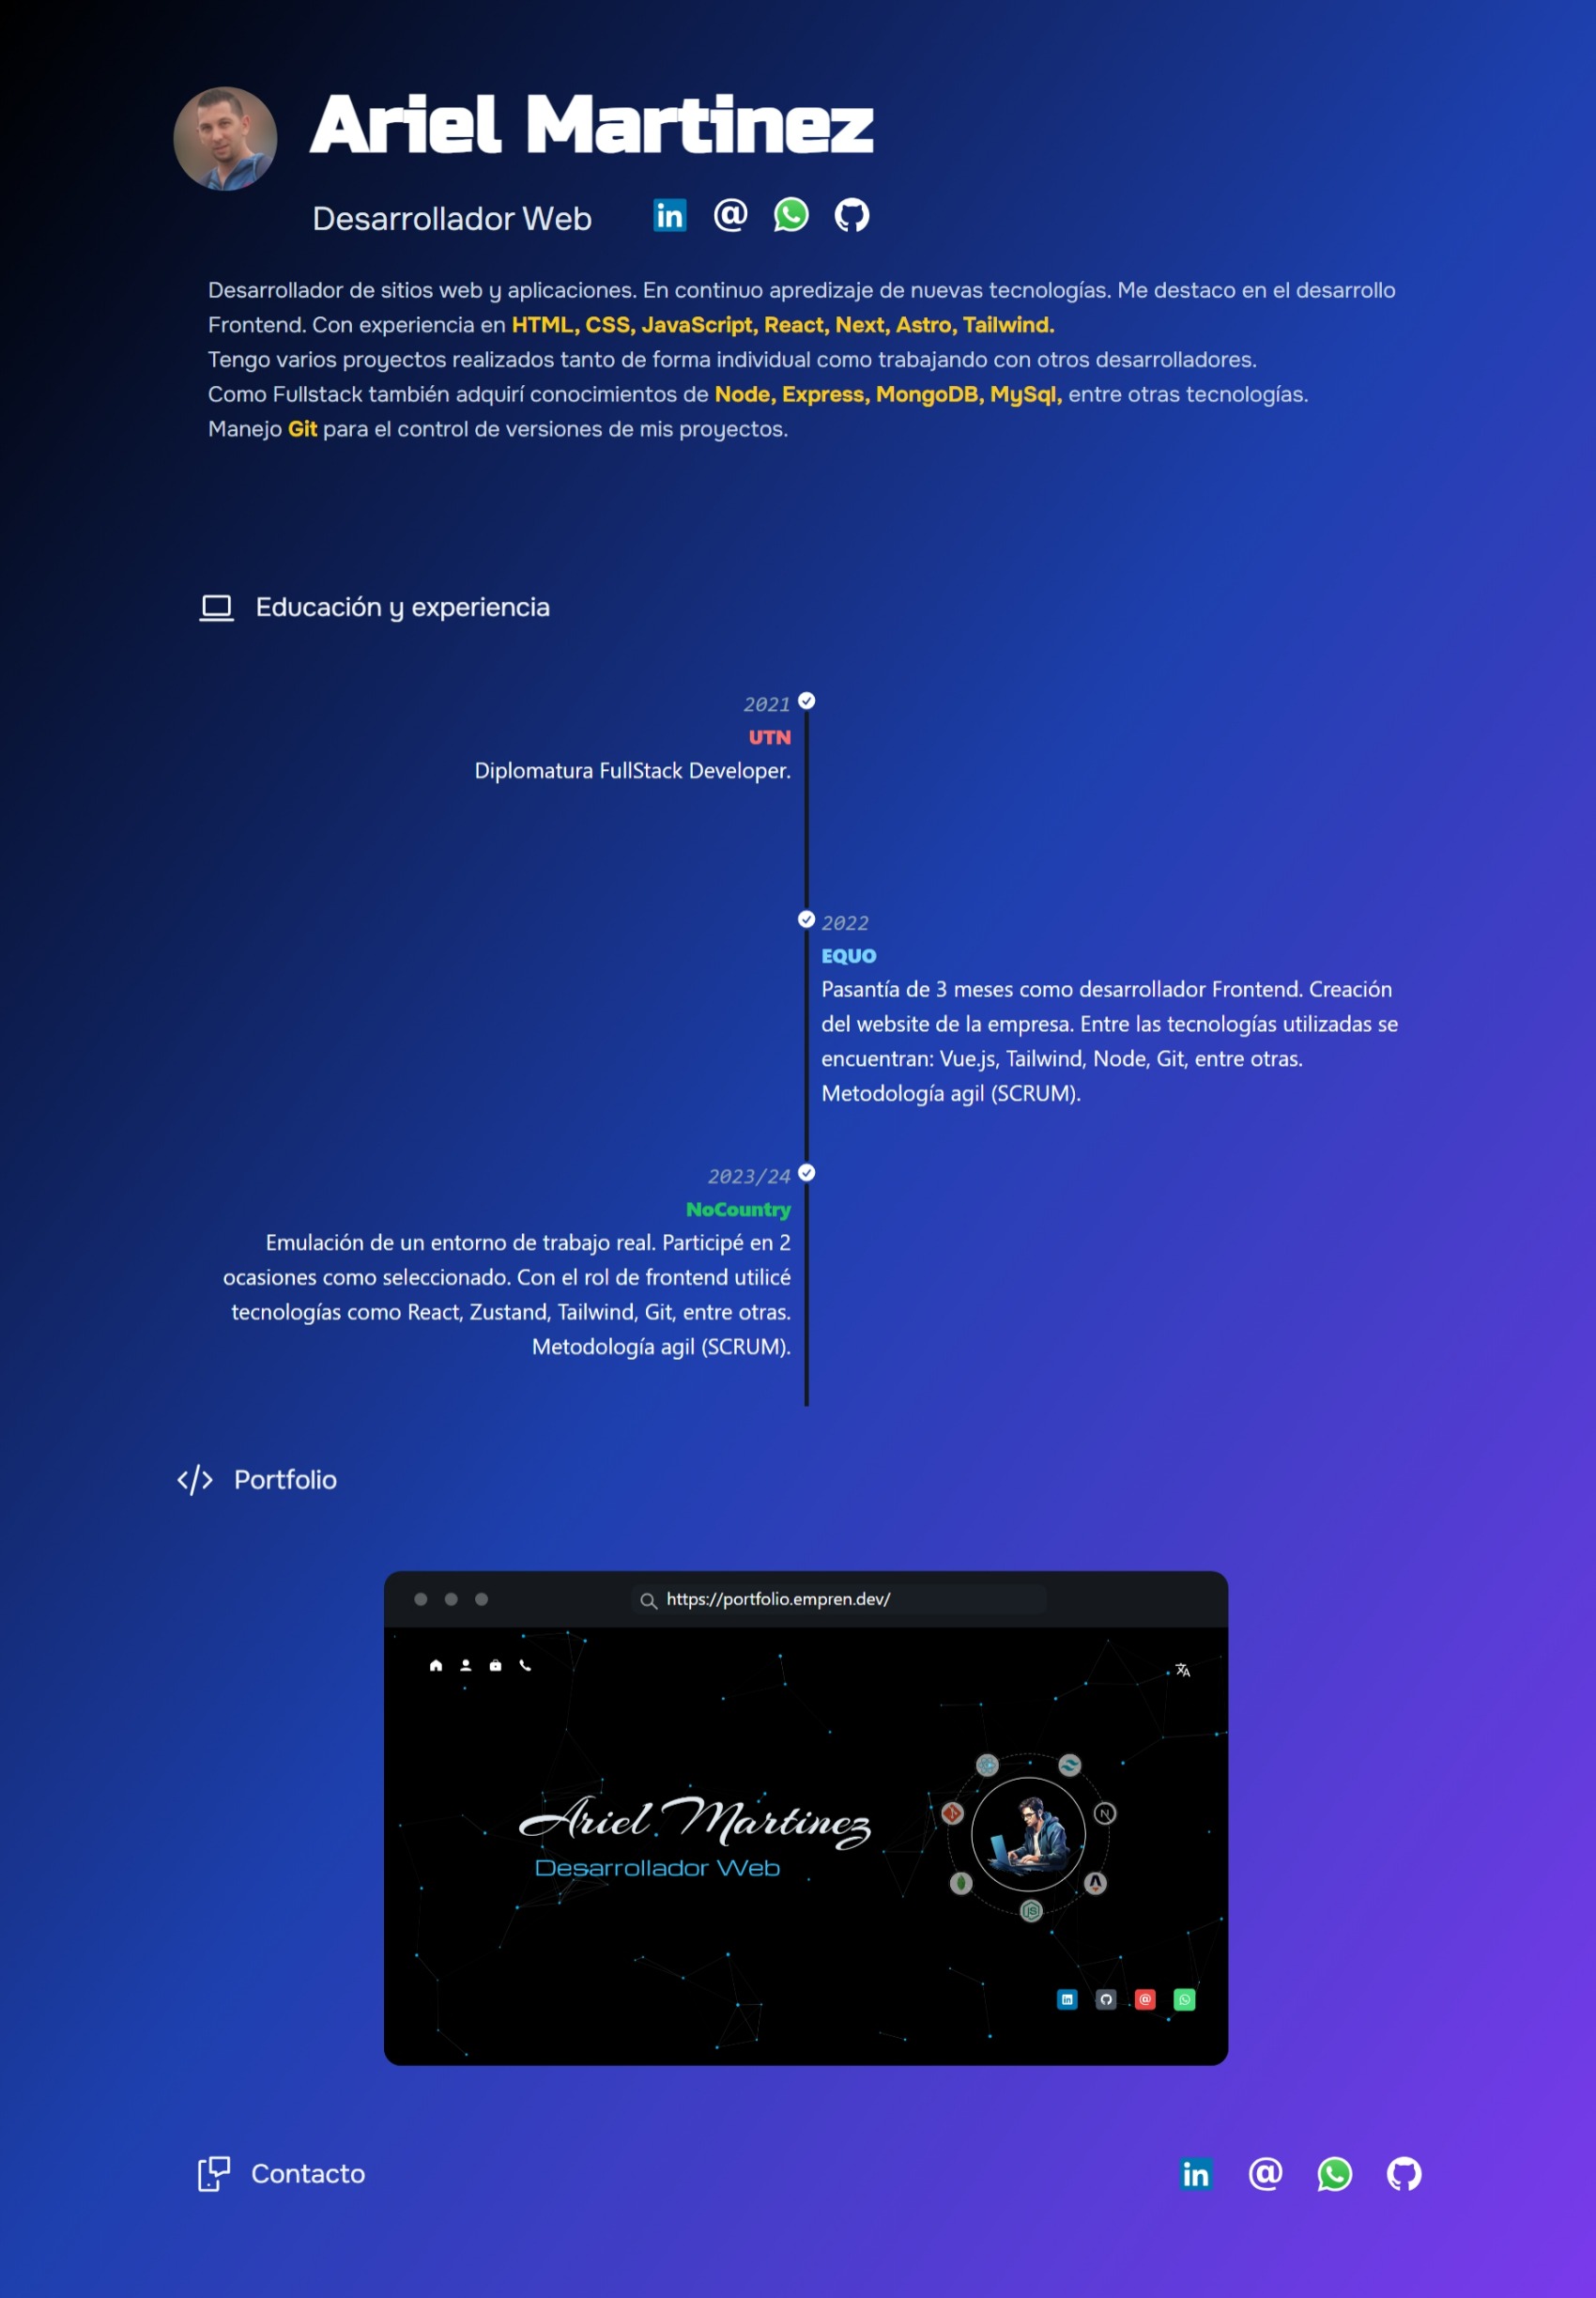 Ariel Martinez
Desarrollador Web
Desarrollador de sitios web y aplicaciones. En continuo apredizaje de nuevas tecnologías. Me destaco en el desarrollo
Frontend. Con experiencia en HTML, CSS, JavaScript, React, Next, Astro, Tailwind.
Tengo varios proyectos realizados tanto de forma individual como trabajando con otros desarrolladores.
Como Fullstack también adquirí conocimientos de Node, Express, MongoDB, MySql, entre otras tecnologías.
Manejo Git para el control de versiones de mis proyectos.
Educación y experiencia
2021
UTN
Diplomatura FullStack Developer.
2022
EQUO
Pasantía de 3 meses como desarrollador Frontend. Creación
del website de la empresa. Entre las tecnologías utilizadas se
encuentran: Vue.js, Tailwind, Node, Git, entre otras.
Metodología agil (SCRUM).
2023/24
NoCountry
Emulación de un entorno de trabajo real. Participé en 2
ocasiones como seleccionado. Con el rol de frontend utilicé
tecnologías como React, Zustand, Tailwind, Git, entre otras.
Metodología agil (SCRUM).
Portfolio
https://portfolio.empren.dev/
Ariel Martinez
Desarrollador Web
Contacto